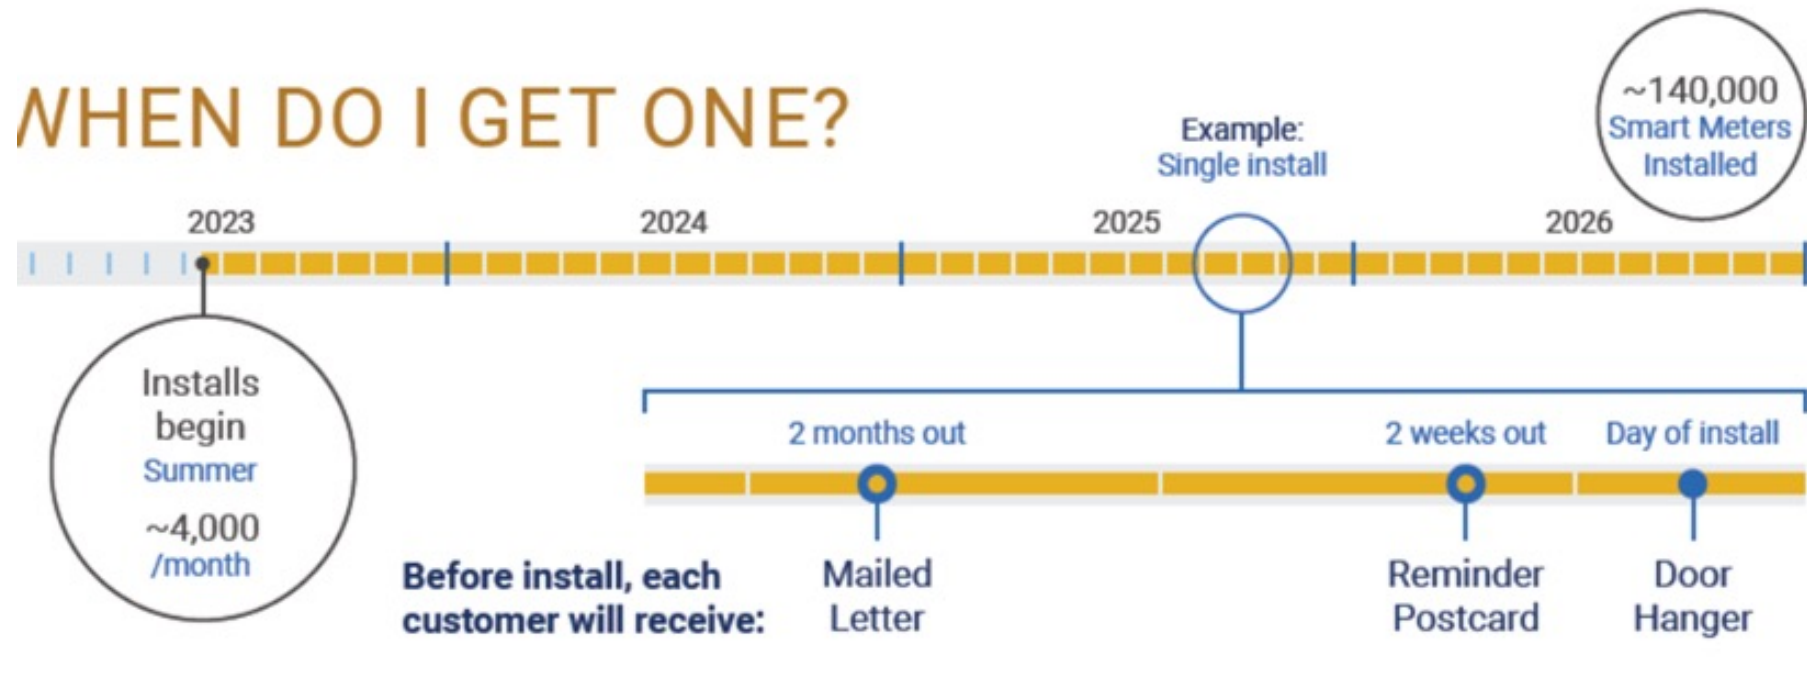 WHEN DO I GET ONE?
~140,000
Smart Meters
Installed
Example:
Single install
2023
2024
2025
2026
Installs
begin
Summer
~4,000
/month
2 months out
2 weeks out
Day of install
Before install, each
customer will receive:
Mailed
Letter
Reminder
Postcard
Door
Hanger